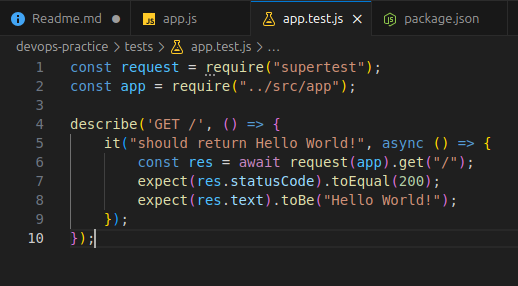 Readme.md
JS app.js
app.test.js
package.json
devops-practice > tests > app.test.js > ...
1 const request = require("supertest");
2 const app = require("../src/app");
3
4 describe('GET /', () => {
5     it("should return Hello World!", async () => {
6         const res = await request(app).get("/");
7         expect(res.statusCode).toEqual(200);
8         expect(res.text).toBe("Hello World!");
9     });
10 });